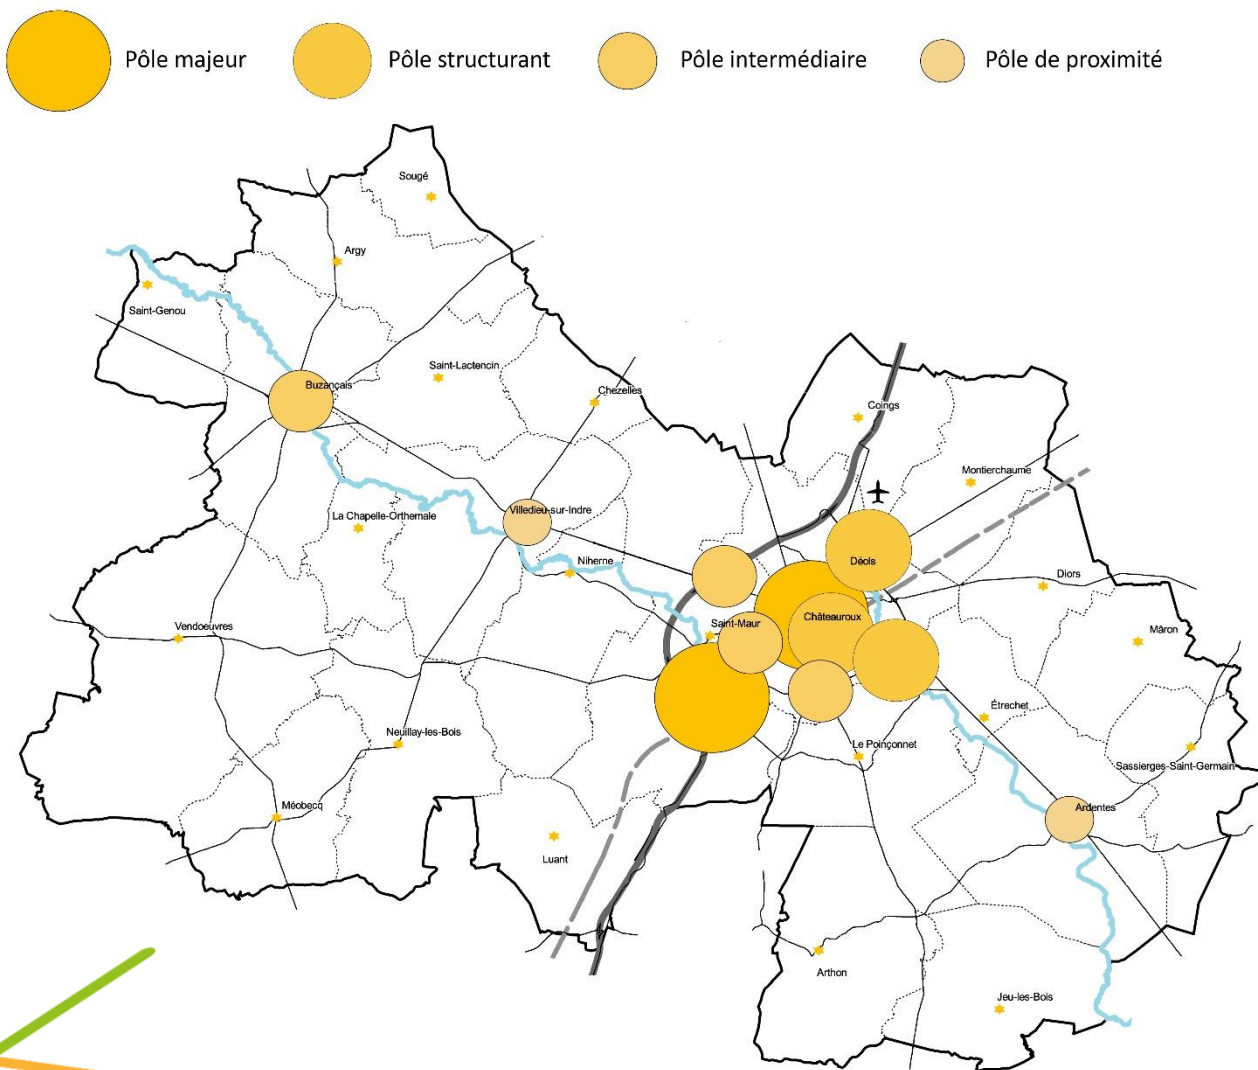 Pôle majeur
Pôle structurant
Pôle intermédiaire
Pôle de proximité
Sougé
Argy
Saint-Genou
Saint-Lactencin
Buzançais
Chezelles
Coings
Montierchaume
Villedieu-sur-Indre
La Chapelle-Orthemale
Niherne
Déols
Diors
Châteauroux
Saint-Maur
Vendoeuvres
Mâron
Étrechet
Neuillay-les-Bois
Le Poinçonnet
Sassierges-Saint-Germain
Méobecq
Ardentes
Luant
Arthon
Jeu-les-Bois